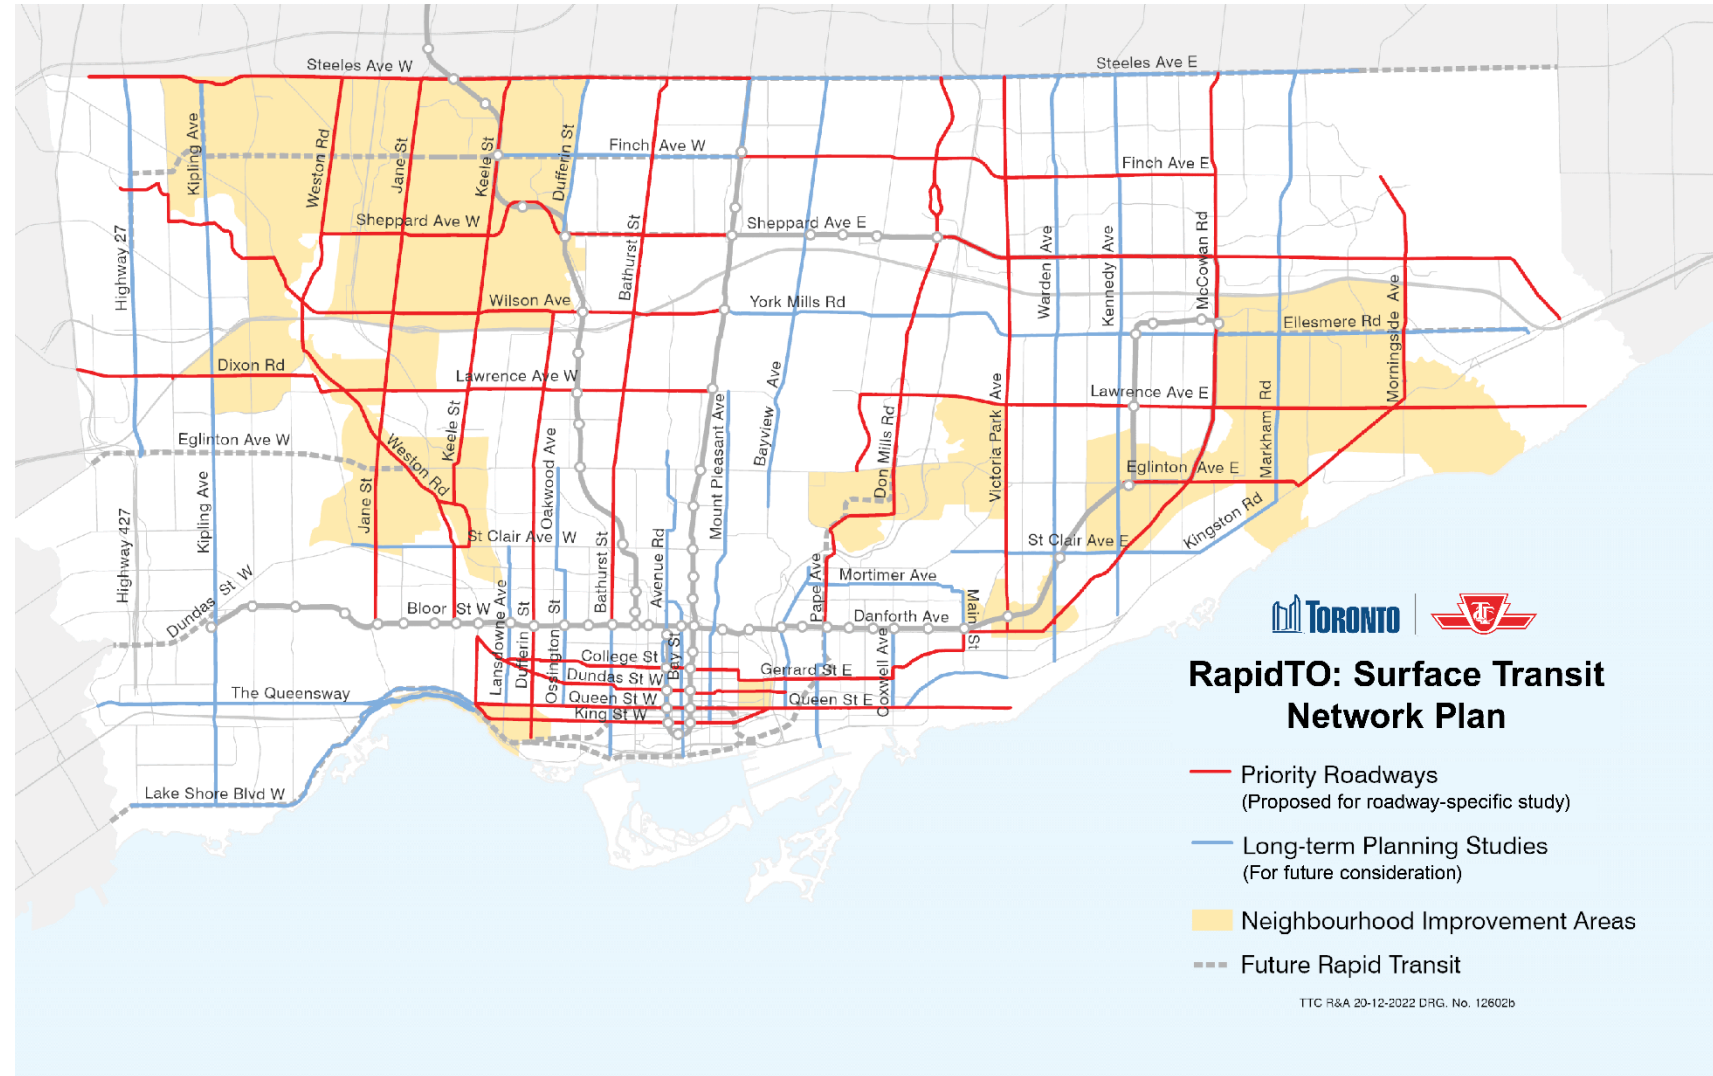 Steeles Ave W
Steeles Ave E
Kipling Ave
Weston Rd
Jane St
Keele St
Dufferin St
Finch Ave W
Finch Ave E
Sheppard Ave W
Sheppard Ave E
Highway 27
Bathurst St
Warden Ave
Kennedy Ave
McCowan Rd
Wilson Ave
York Mills Rd
Ellesmere Rd
Morningside Ave
Dixon Rd
Lawrence Ave W
Lawrence Ave E
Bayview Ave
Mount Pleasant Ave
Don Mills Rd
Victoria Park Ave
Markham Rd
Eglinton Ave W
Weston Rd
Keele St
Oakwood Ave
Eglinton Ave E
Highway 427
Kipling Ave
Jane St
St Clair Ave W
Bathurst St
Avenue Rd
St Clair Ave E
Kingston Rd
Dundas St W
Bloor St W
Lansdowne Ave
Dufferin St
Ossington St
Pape Ave
Mortimer Ave
Danforth Ave
Main St
College St
Bay St
Gerrard St E
Coxwell Ave
Dundas St W
The Queensway
Queen St W
Queen St E
King St W
Lake Shore Blvd W
TORONTO
TTC
RapidTO: Surface Transit
Network Plan
Priority Roadways
(Proposed for roadway-specific study)
Long-term Planning Studies
(For future consideration)
Neighbourhood Improvement Areas
Future Rapid Transit
TTC R&A 20-12-2022 DRG. No. 12602b